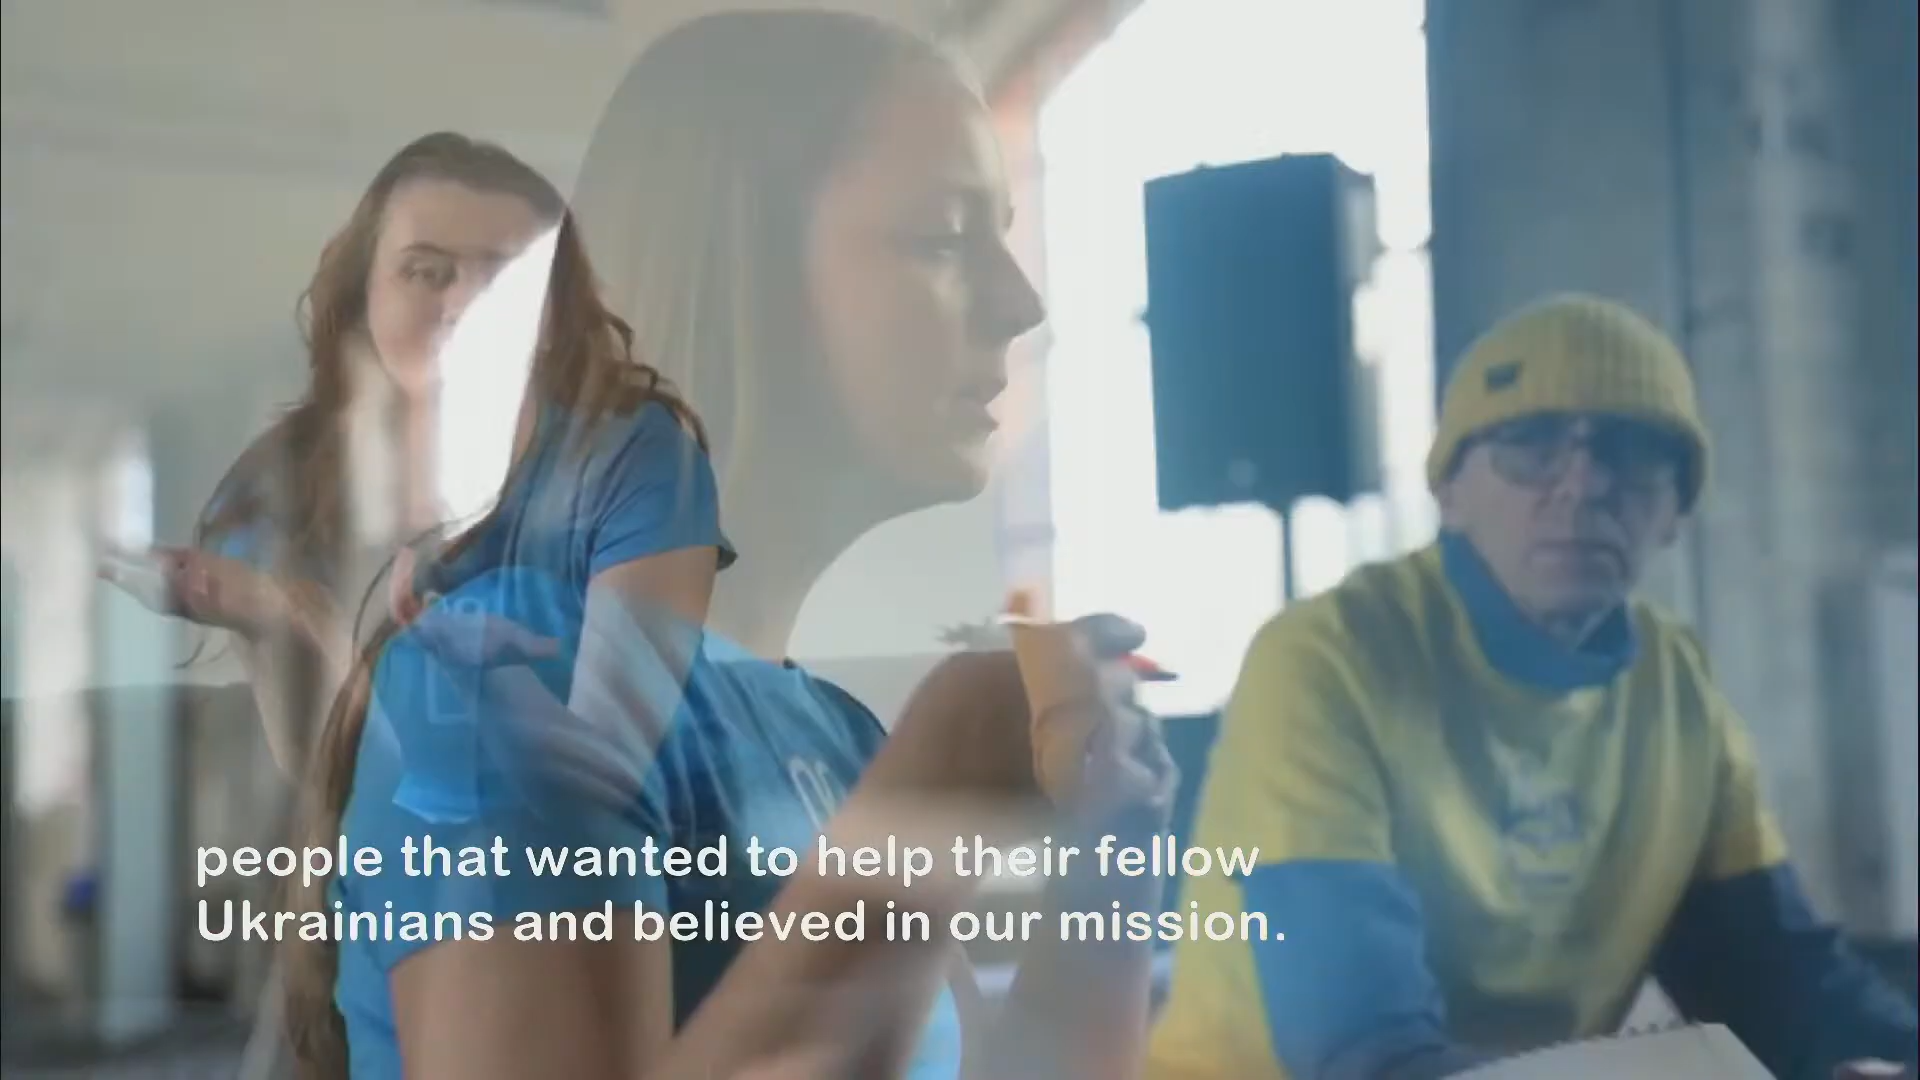 people that wanted to help their fellow
Ukrainians and believed in our mission.